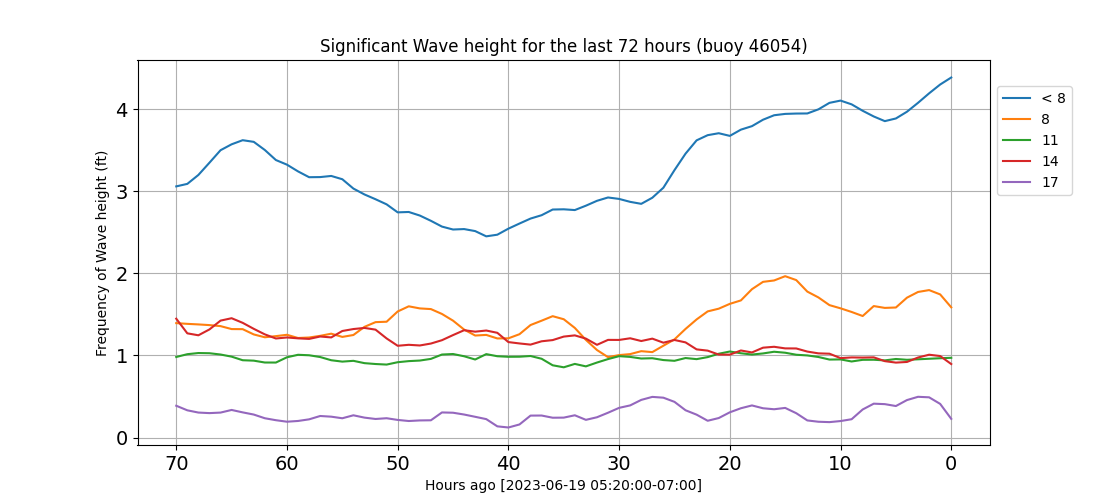 Significant Wave height for the last 72 hours (buoy 46054)
Frequency of Wave height (ft)
4
3
2
1
0
70 60 50 40 30 20 10 0
Hours ago [2023-06-19 05:20:00-07:00]
< 8
8
11
14
17